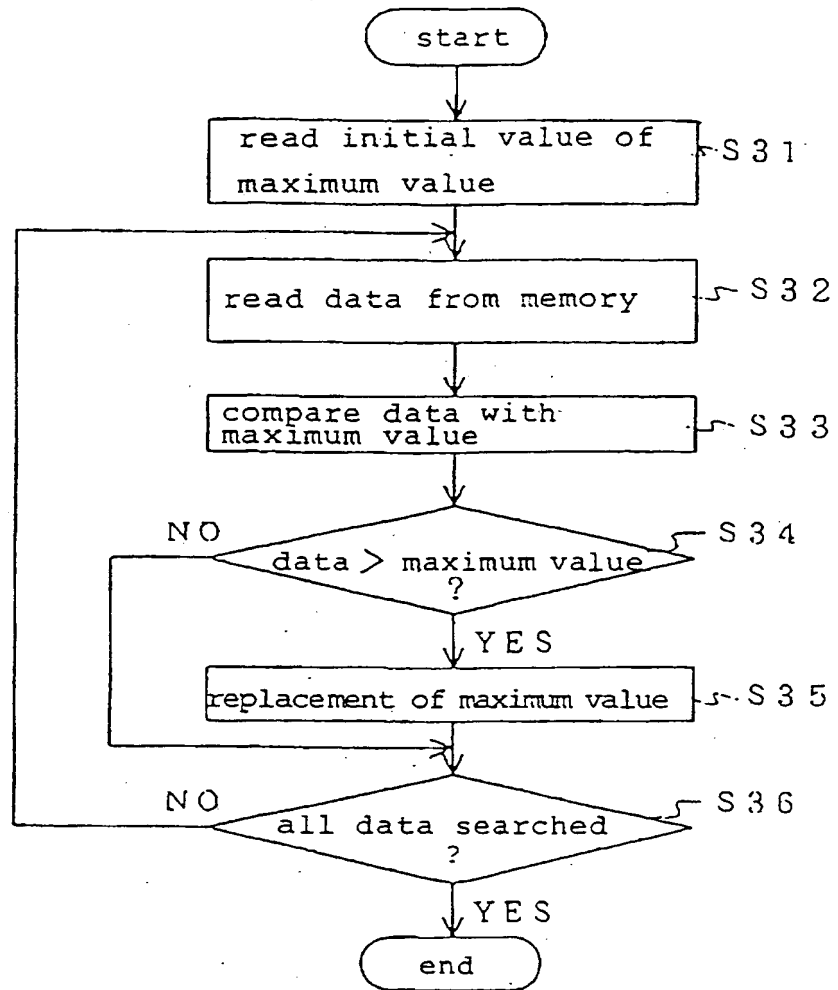 start
read initial value of
maximum value
S31
read data from memory
S32
compare data with
maximum value
S33
NO
S34
data > maximum value
?
YES
replacement of maximum value
S35
NO
S36
all data searched
?
YES
end